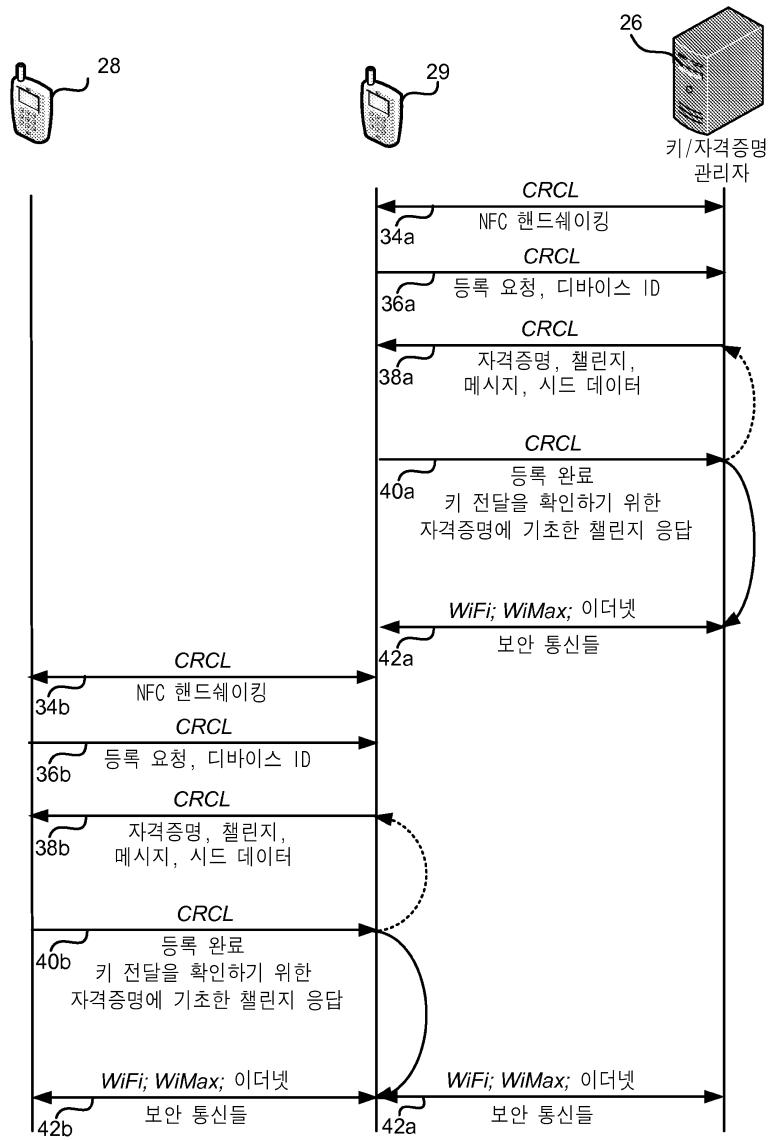 28
29
26
키/자격증명
관리자
CRCL
34a
NFC 핸드쉐이킹
CRCL
36a
등록 요청, 디바이스 ID
CRCL
38a
자격증명, 챌린지,
메시지, 시드 데이터
CRCL
40a
등록 완료
키 전달을 확인하기 위한
자격증명에 기초한 챌린지 응답
WiFi; WiMax; 이더넷
42a
보안 통신들
CRCL
34b
NFC 핸드쉐이킹
CRCL
36b
등록 요청, 디바이스 ID
CRCL
38b
자격증명, 챌린지,
메시지, 시드 데이터
CRCL
40b
등록 완료
키 전달을 확인하기 위한
자격증명에 기초한 챌린지 응답
WiFi; WiMax; 이더넷
WiFi; WiMax; 이더넷
42b
보안 통신들
42a
보안 통신들